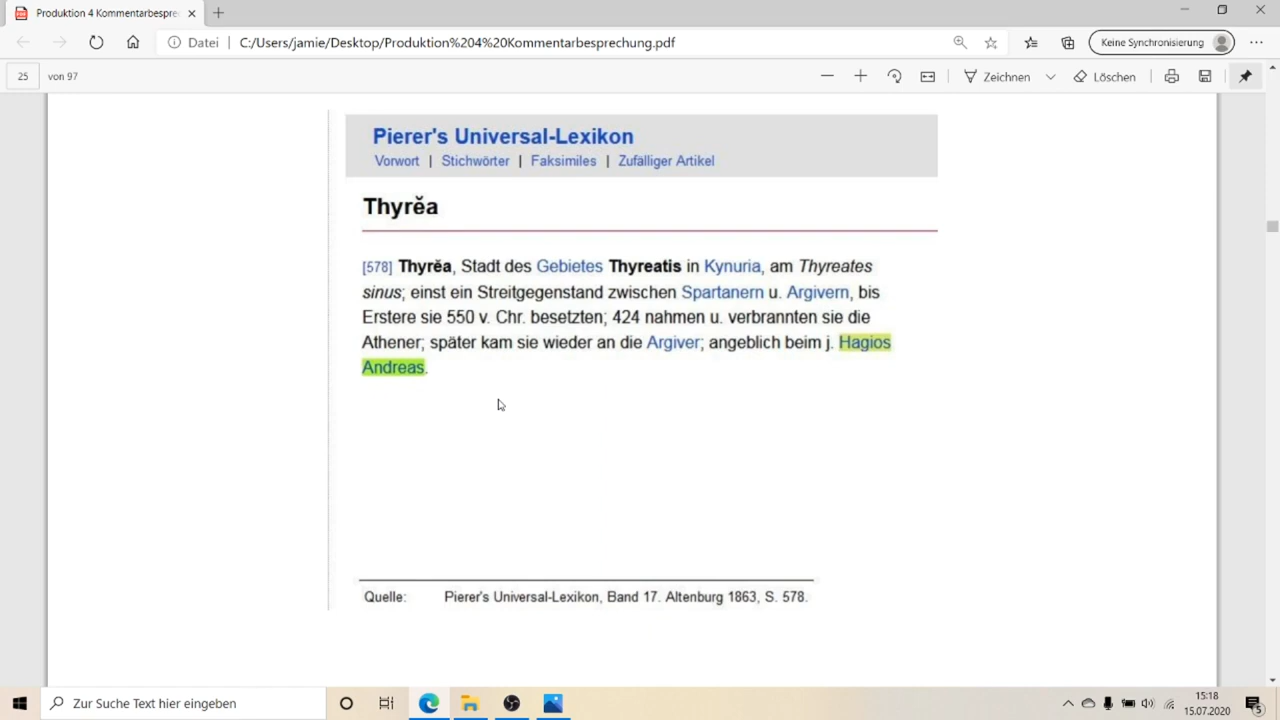 Produktion 4 Kommentarbespre
Datei | C:/Users/jamie/Desktop/Produktion%204%20Kommentarbesprechung.pdf
Keine Synchronisierung
25 von 97
Zeichnen
Löschen
Pierer's Universal-Lexikon
Vorwort | Stichwörter | Faksimiles | Zufälliger Artikel
Thyrĕa
[578] Thyrĕa, Stadt des Gebietes Thyreatis in Kynuria, am Thyreates
sinus; einst ein Streitgegenstand zwischen Spartanern u. Argivern, bis
Erstere sie 550 v. Chr. besetzten; 424 nahmen u. verbrannten sie die
Athener; später kam sie wieder an die Argiver; angeblich beim j. Hagios
Andreas.
Quelle: Pierer's Universal-Lexikon, Band 17. Altenburg 1863, S. 578.
Zur Suche Text hier eingeben
15:18
15.07.2020
5